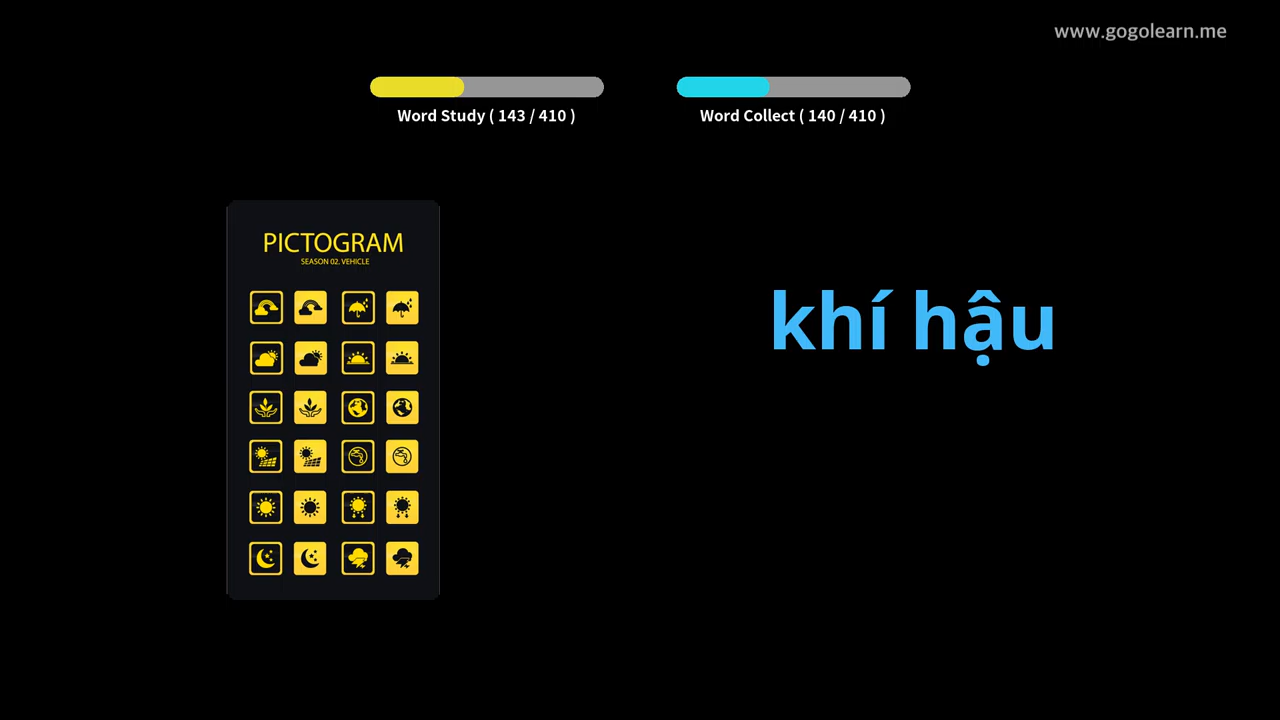 www.gogolearn.me
Word Study ( 143 / 410 )
Word Collect ( 140 / 410 )
PICTOGRAM
SEASON 02. VEHICLE
khí hậu